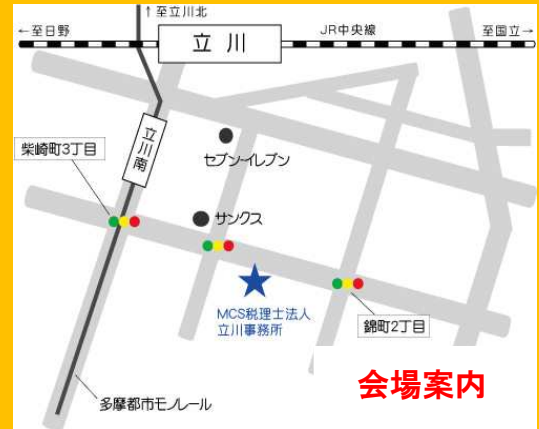 ↑至立川北
←至日野
立川
JR中央線
至国立→
立川南
柴崎町3丁目
セブン-イレブン
サンクス
MCS税理士法人
立川事務所
錦町2丁目
会場案内
多摩都市モノレール